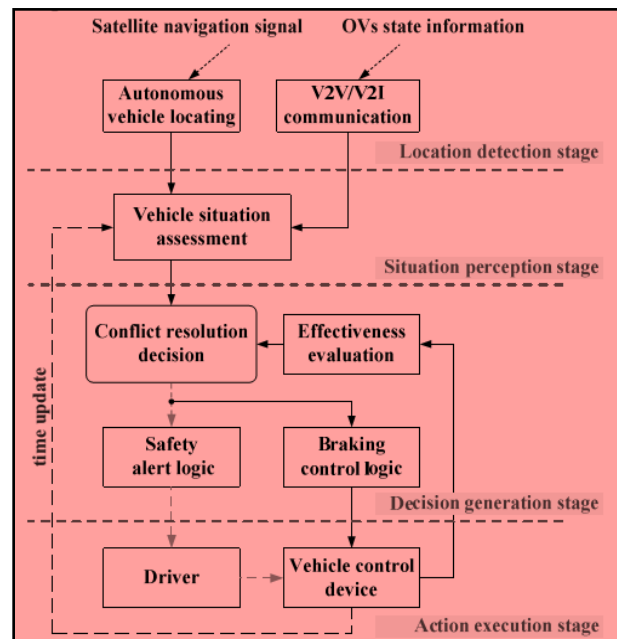 Satellite navigation signal
OVs state information
Autonomous
vehicle locating
V2V/V2I
communication
Location detection stage
Vehicle situation
assessment
Situation perception stage
Conflict resolution
decision
Effectiveness
evaluation
time update
Safety
alert logic
Braking
control logic
Decision generation stage
Driver
Vehicle control
device
Action execution stage